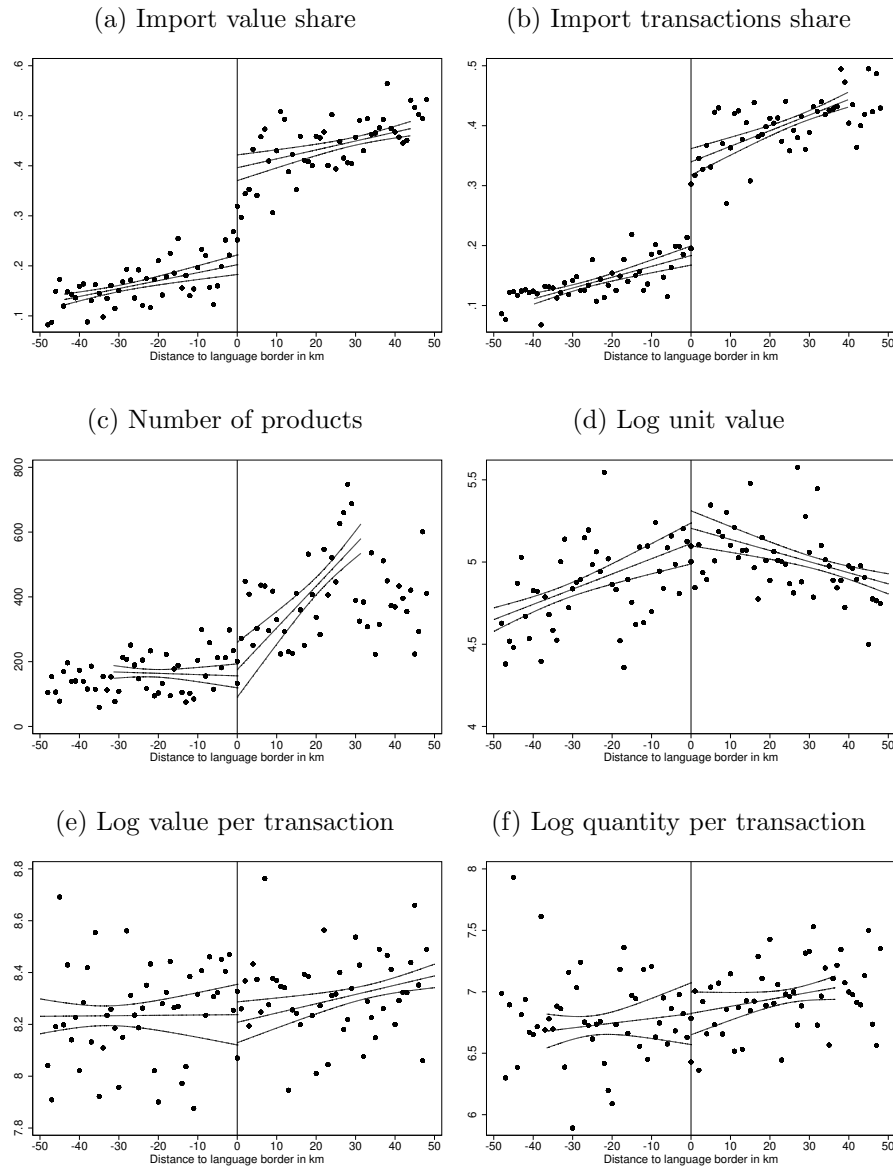 (a) Import value share
(b) Import transactions share
.6
.5
.4
.3
.2
.1
-50 -40 -30 -20 -10 0 10 20 30 40 50
Distance to language border in km
.5
.4
.3
.2
.1
-50 -40 -30 -20 -10 0 10 20 30 40 50
Distance to language border in km
(c) Number of products
(d) Log unit value
800
600
400
200
0
-50 -40 -30 -20 -10 0 10 20 30 40 50
Distance to language border in km
5.5
5
4.5
4
-50 -40 -30 -20 -10 0 10 20 30 40 50
Distance to language border in km
(e) Log value per transaction
(f) Log quantity per transaction
8.8
8.6
8.4
8.2
8
7.8
-50 -40 -30 -20 -10 0 10 20 30 40 50
Distance to language border in km
8
7.5
7
6.5
6
-50 -40 -30 -20 -10 0 10 20 30 40 50
Distance to language border in km